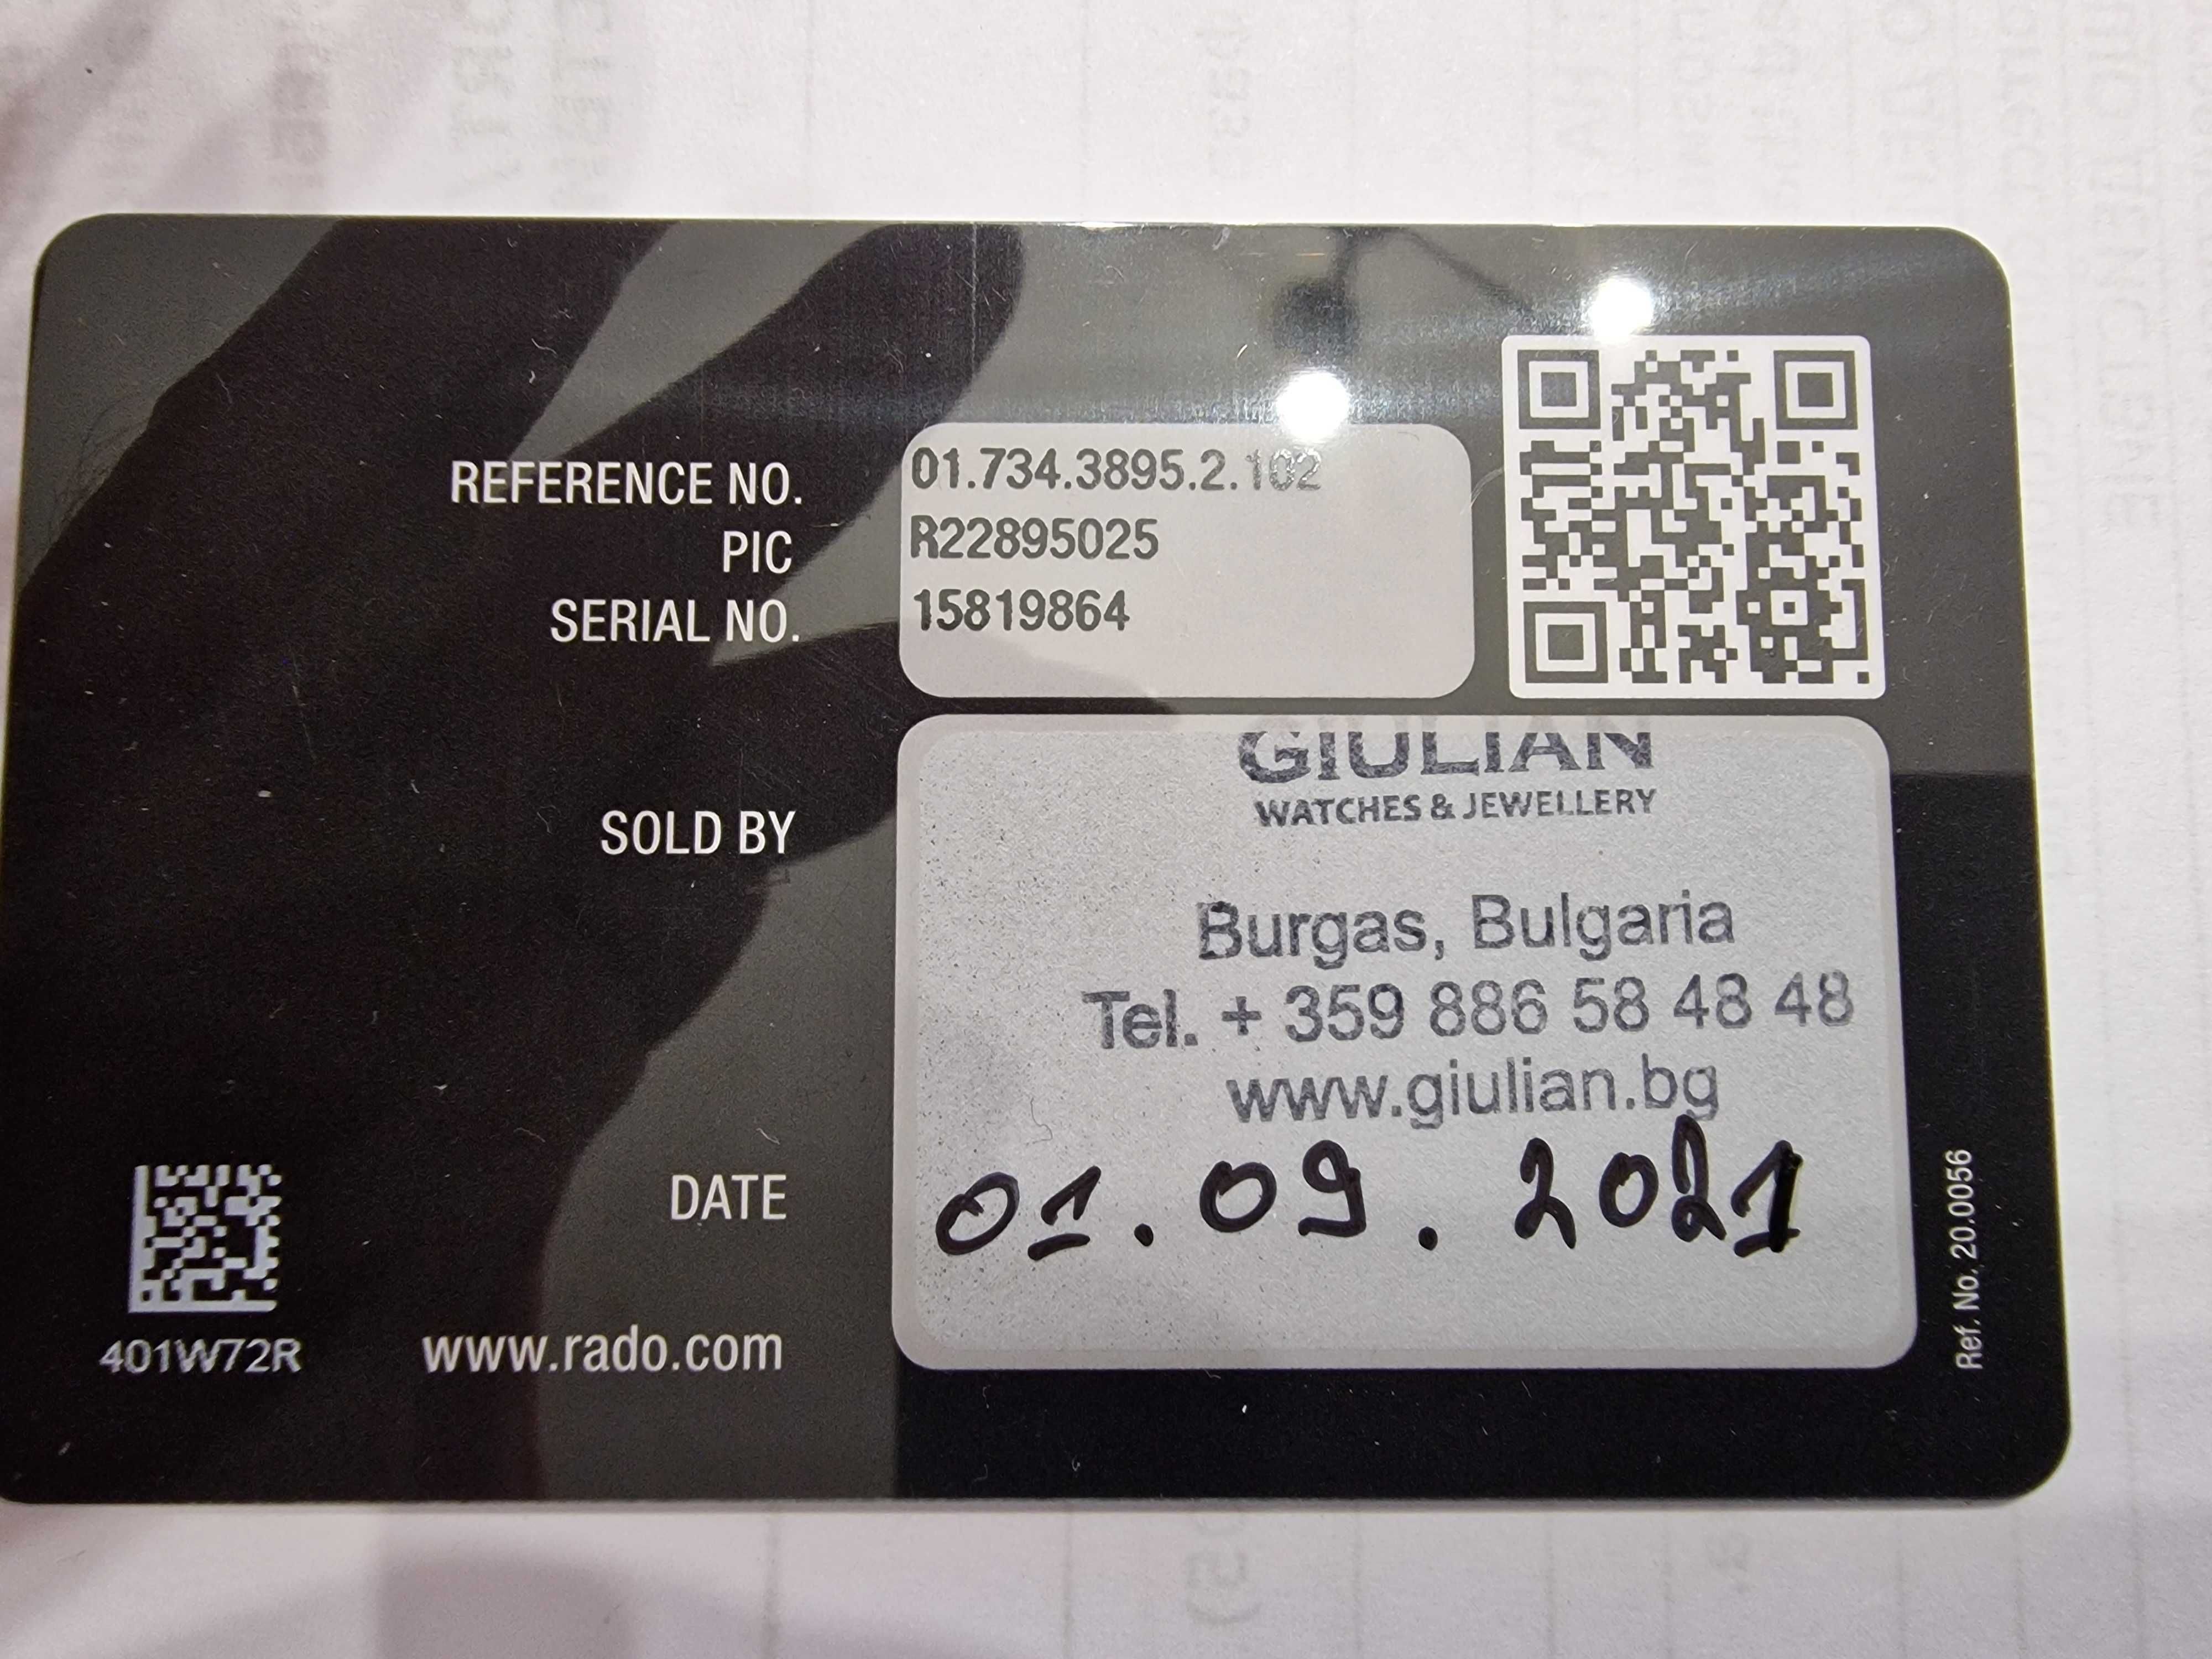 REFERENCE NO. 01.734.3895.2.102
PIC R22895025
SERIAL NO. 15819864
SOLD BY
GIULIAN
WATCHES & JEWELLERY
Burgas, Bulgaria
Tel. + 359 886 58 48 48
www.giulian.bg
DATE 01.09.2021
401W72R
www.rado.com
Ref. No. 20.0056